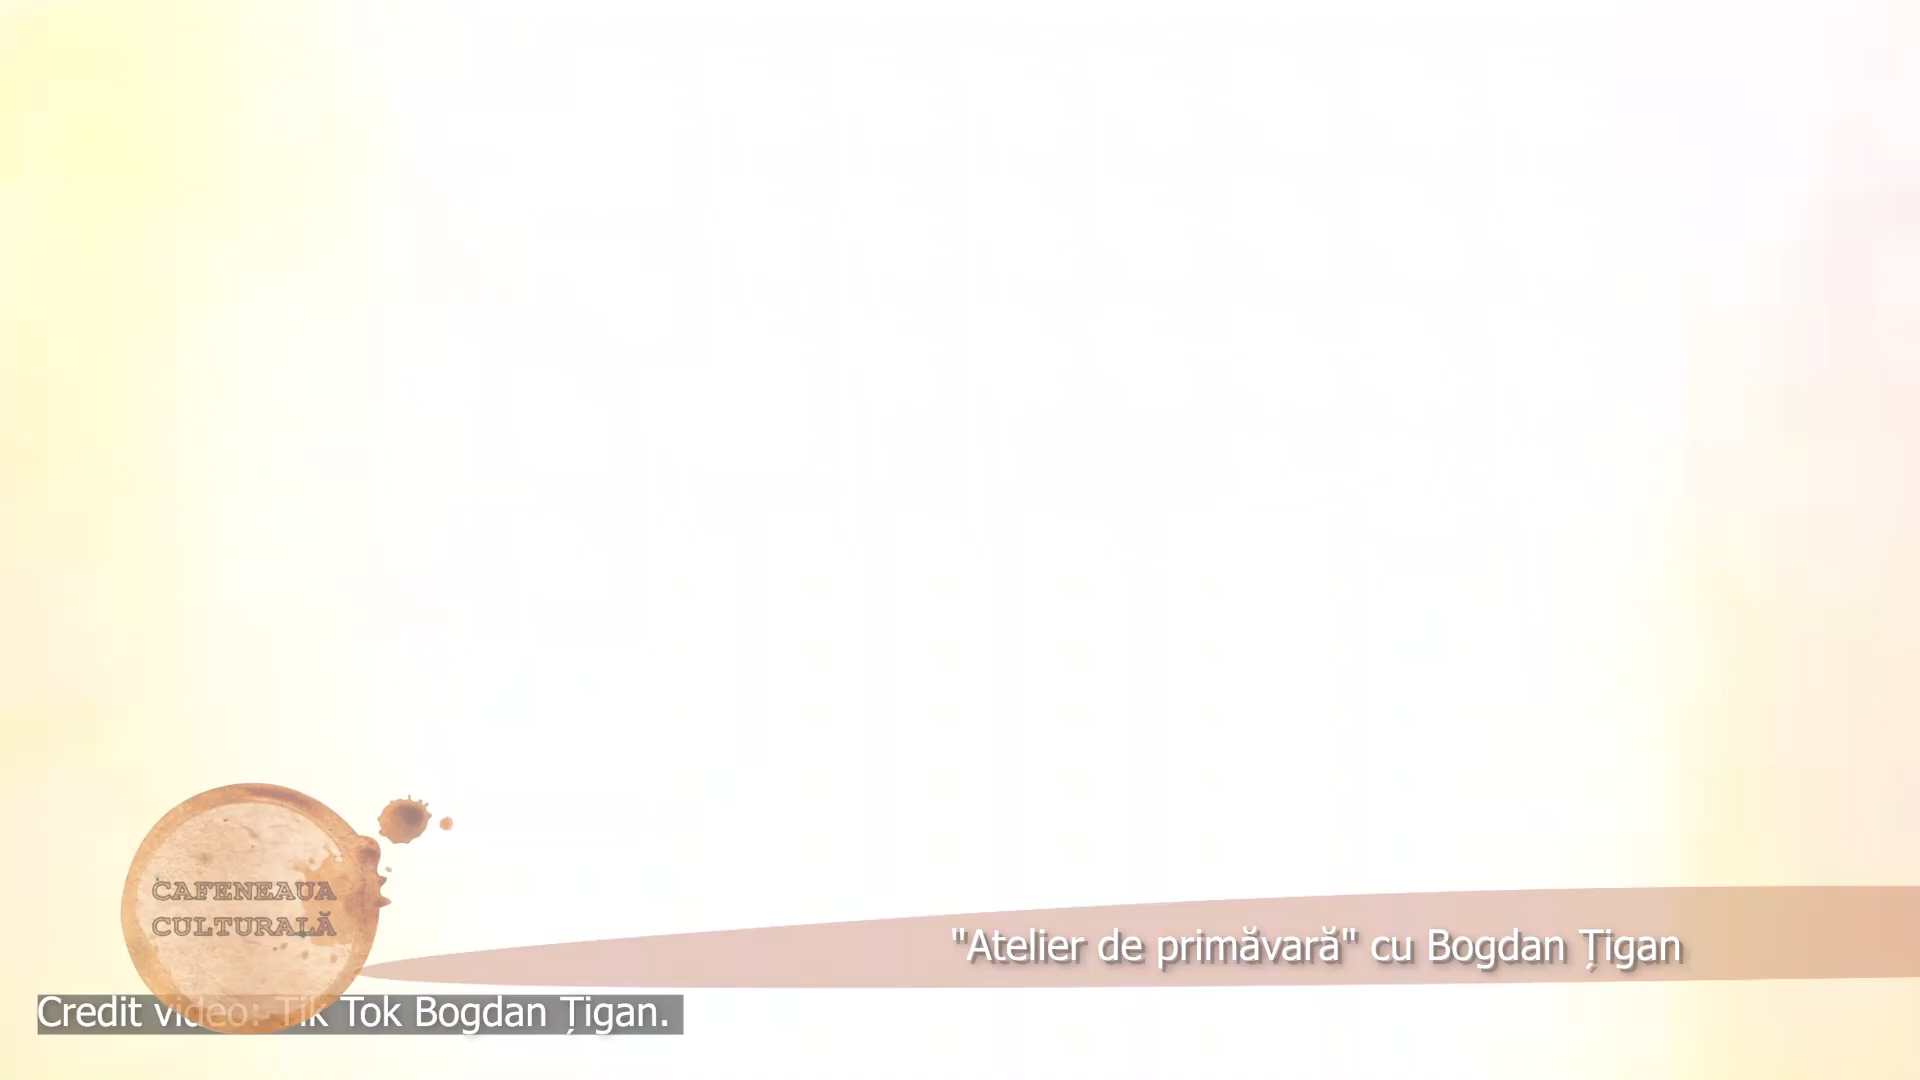 CAFENEAUA
CULTURALĂ
"Atelier de primăvară" cu Bogdan Țigan
Credit video: Tik Tok Bogdan Țigan.